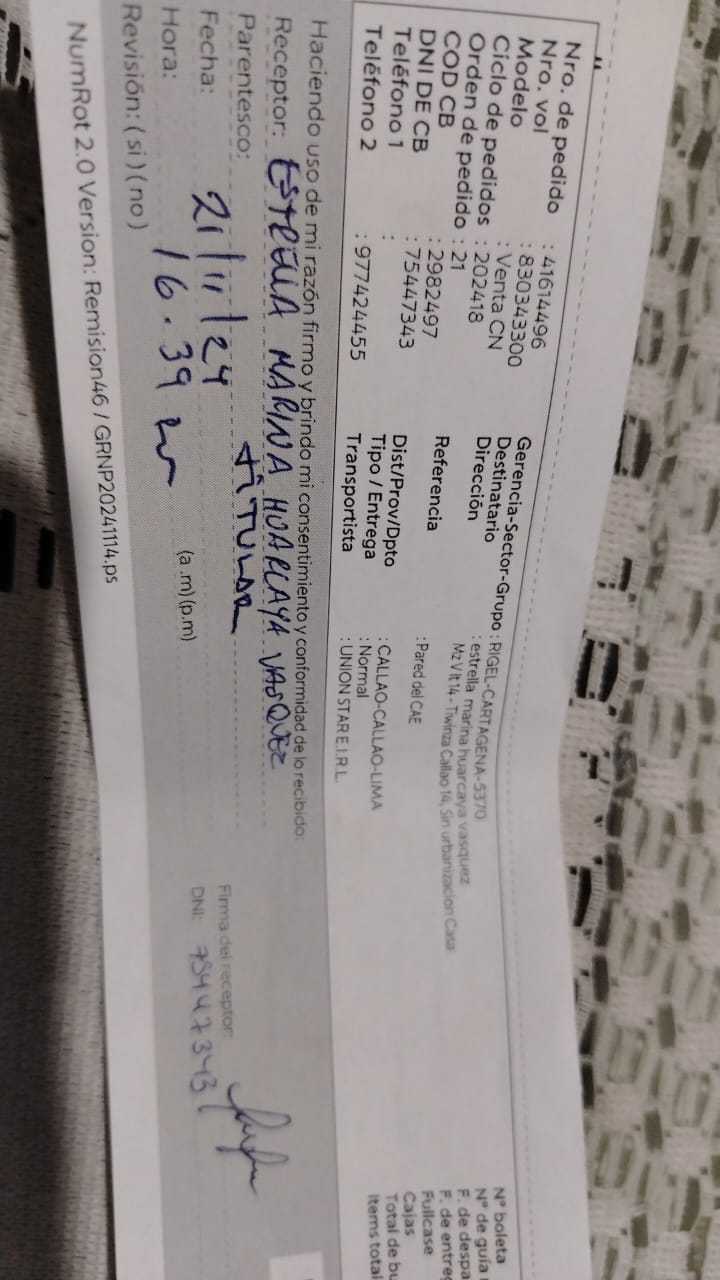 Nro. de pedido : 41614496
Nro. vol : 830343300
Modelo : Venta CN
Ciclo de pedidos : 202418
Orden de pedido : 21
COD CB : 2982497
DNI DE CB : 75447343
Teléfono 1 :
Teléfono 2 : 977424455
Gerencia-Sector-Grupo : RIGEL-CARTAGENA-5370
Destinatario : estrella marina huarcaya vasquez
Dirección Mz V lt 14 - Tiwinza Callao 14, Sin urbanizacion Casa
Referencia : Pared del CAE
Dist/Prov/Dpto : CALLAO-CALLAO-LIMA
Tipo / Entrega : Normal
Transportista : UNION STAR E.I.R.L.
N° boleta
N° de guía
F. de despa
F. de entre
Fullcase
Cajas
Total de bu
Items total
Haciendo uso de mi razón firmo y brindo mi consentimiento y conformidad de lo recibido:
Receptor: ESTRELLA MARINA HUARCAYA VASQUEZ
Parentesco: TITULAR
Fecha: 21/11/24
Hora: 16.39 (a .m) (p.m)
Revisión: ( si ) ( no )
Firma del receptor:
DNI: 75447343
NumRot 2.0 Version: Remision46 / GRNP20241114.ps